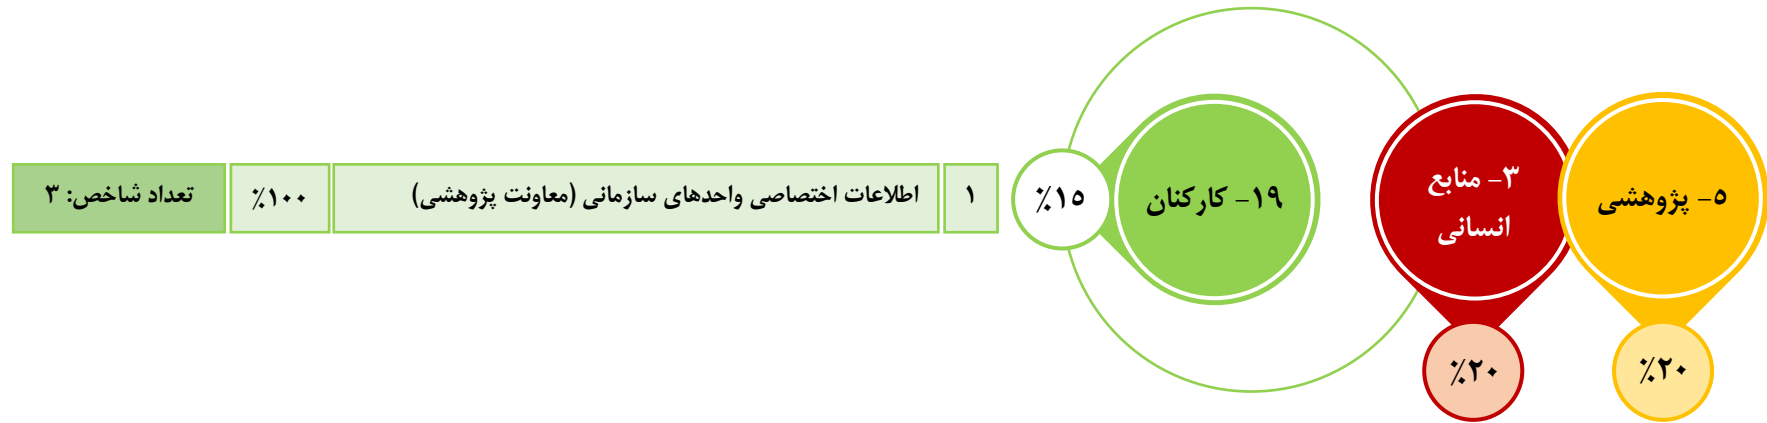 ۵- پژوهشی
٪۲۰
۳- منابع
انسانی
٪۲۰
۱۹- کارکنان
٪۱۵
۱
اطلاعات اختصاصی واحدهای سازمانی (معاونت پژوهشی)
٪۱۰۰
تعداد شاخص: ۳